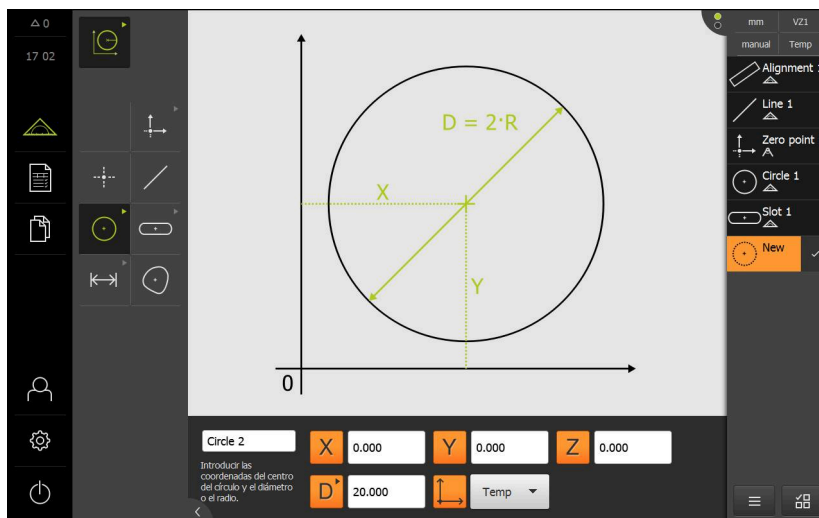 0
17 02
mm
VZ1
manual
Temp
Alignment 1
Line 1
Zero point
Circle 1
Slot 1
New
D = 2·R
X
Y
0
Circle 2
Introducir las
coordenadas del centro
del círculo y el diámetro
o el radio.
X
0.000
Y
0.000
Z
0.000
D
20.000
Temp